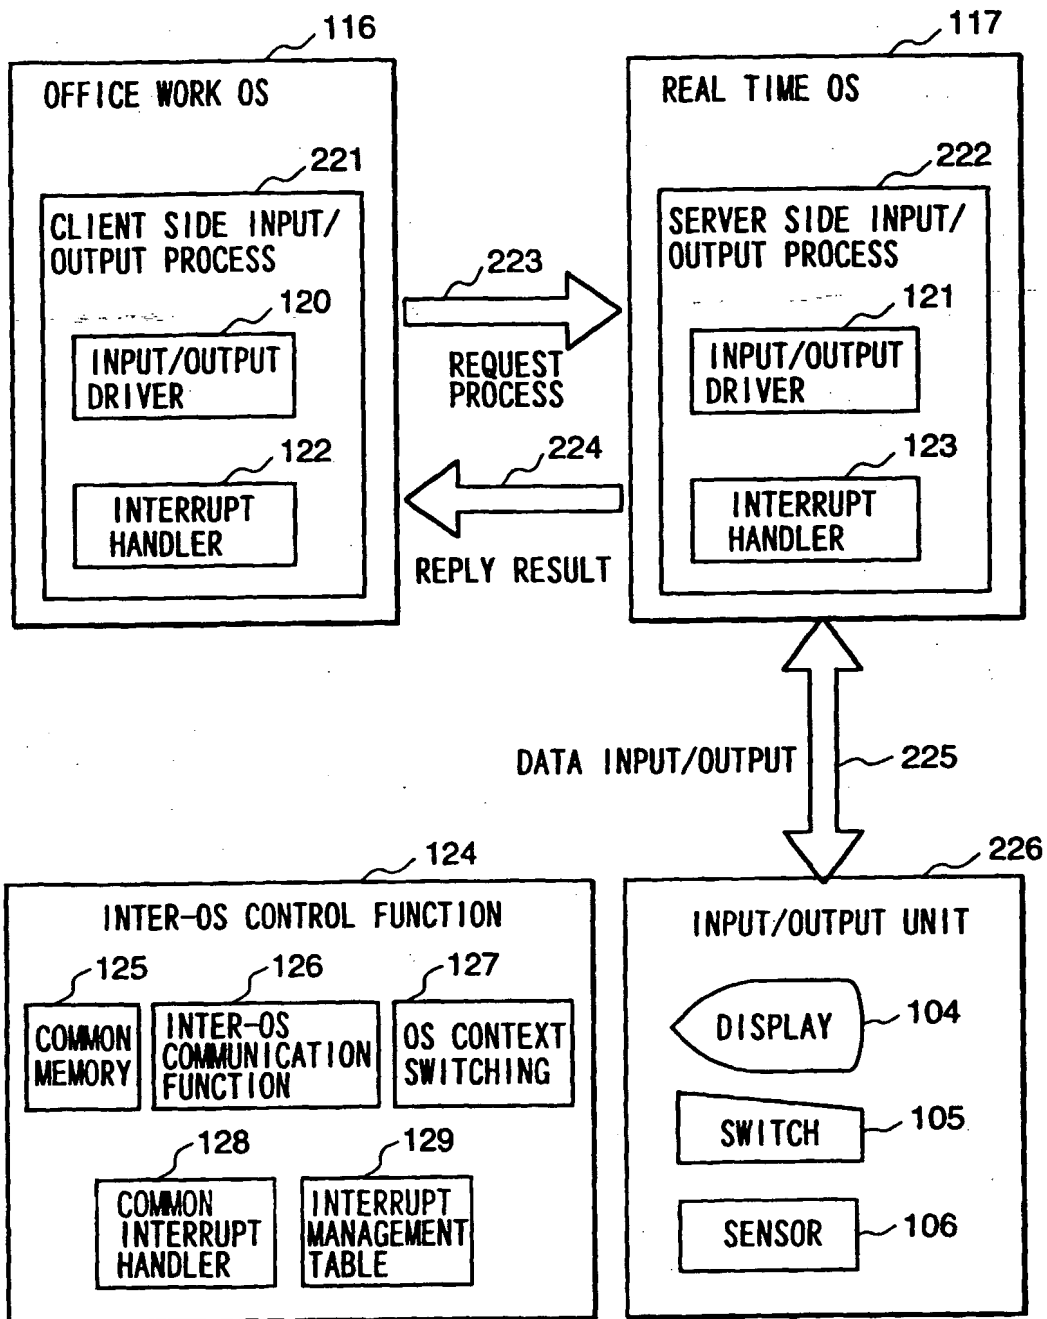 116
117
OFFICE WORK OS
REAL TIME OS
221
222
CLIENT SIDE INPUT/
OUTPUT PROCESS
SERVER SIDE INPUT/
OUTPUT PROCESS
120
INPUT/OUTPUT
DRIVER
223
REQUEST
PROCESS
121
INPUT/OUTPUT
DRIVER
122
INTERRUPT
HANDLER
224
REPLY RESULT
123
INTERRUPT
HANDLER
DATA INPUT/OUTPUT
225
124
INTER-OS CONTROL FUNCTION
125
COMMON
MEMORY
126
INTER-OS
COMMUNICATION
FUNCTION
127
OS CONTEXT
SWITCHING
128
COMMON
INTERRUPT
HANDLER
129
INTERRUPT
MANAGEMENT
TABLE
226
INPUT/OUTPUT UNIT
DISPLAY
104
SWITCH
105
SENSOR
106